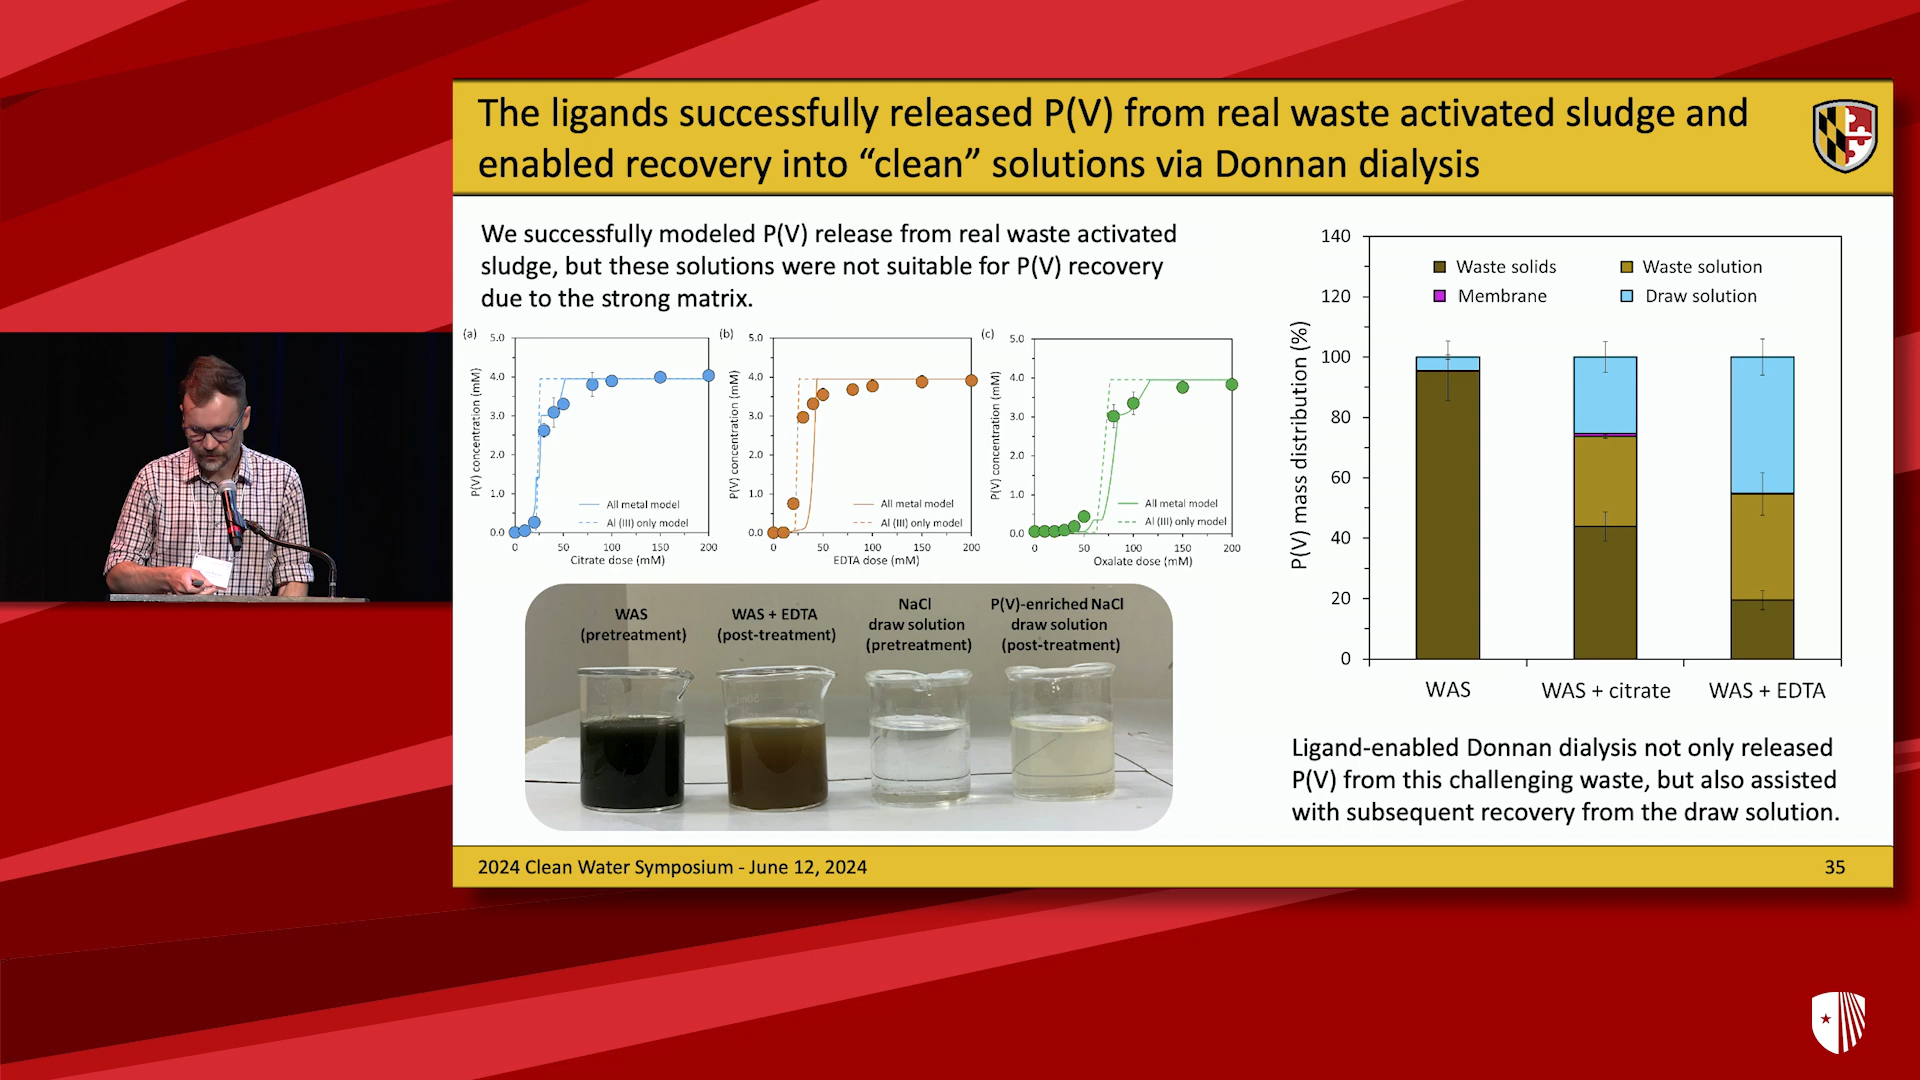 The ligands successfully released P(V) from real waste activated sludge and
enabled recovery into “clean” solutions via Donnan dialysis
We successfully modeled P(V) release from real waste activated
sludge, but these solutions were not suitable for P(V) recovery
due to the strong matrix.
(a)
5.0
4.0
3.0
2.0
1.0
0.0
P(V) concentration (mM)
All metal model
Al (III) only model
0 50 100 150 200
Citrate dose (mM)
(b)
5.0
4.0
3.0
2.0
1.0
0.0
P(V) concentration (mM)
All metal model
Al (III) only model
0 50 100 150 200
EDTA dose (mM)
(c)
5.0
4.0
3.0
2.0
1.0
0.0
P(V) concentration (mM)
All metal model
Al (III) only model
0 50 100 150 200
Oxalate dose (mM)
WAS
(pretreatment)
WAS + EDTA
(post-treatment)
NaCl
draw solution
(pretreatment)
P(V)-enriched NaCl
draw solution
(post-treatment)
140
120
100
80
60
40
20
0
P(V) mass distribution (%)
Waste solids
Waste solution
Membrane
Draw solution
WAS
WAS + citrate
WAS + EDTA
Ligand-enabled Donnan dialysis not only released
P(V) from this challenging waste, but also assisted
with subsequent recovery from the draw solution.
2024 Clean Water Symposium - June 12, 2024
35